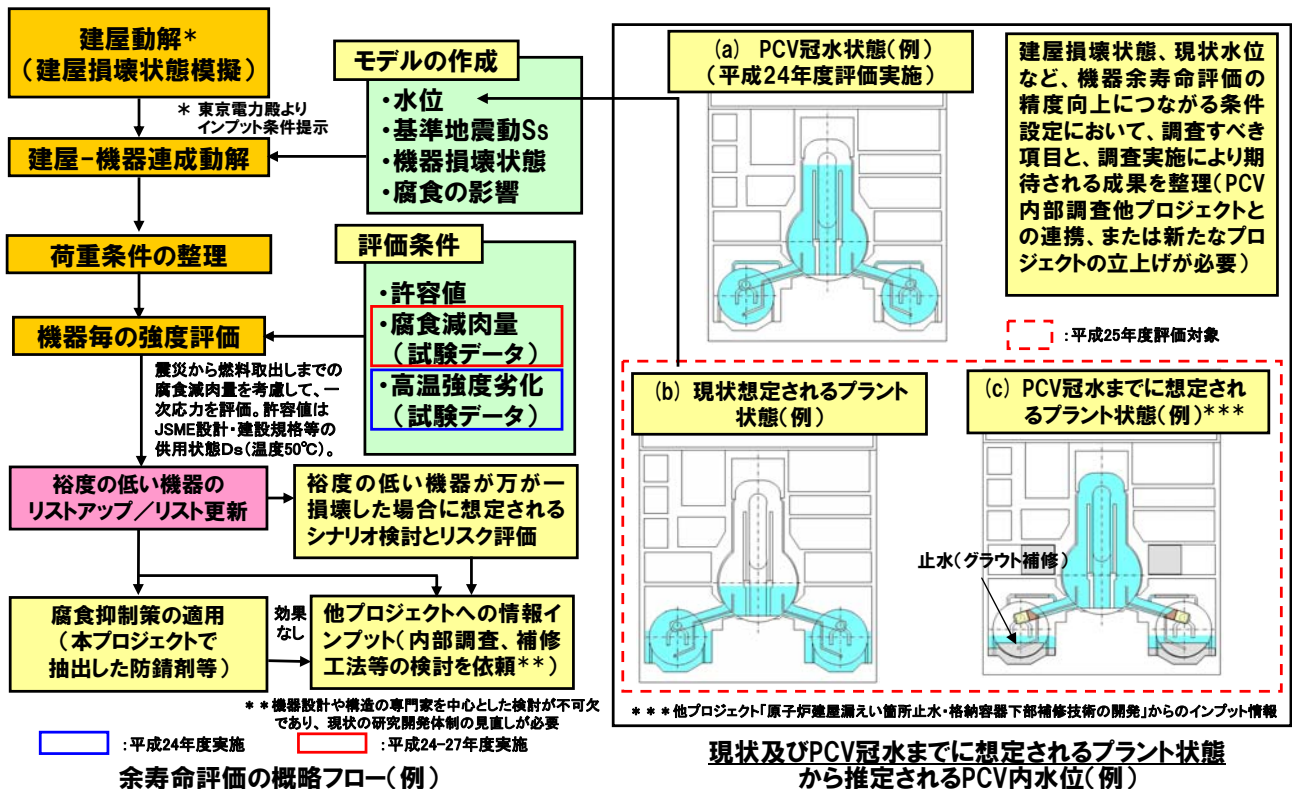 建屋動解*
(建屋損壊状態模擬)
* 東京電力殿より
インプット条件提示
建屋-機器連成動解
荷重条件の整理
機器毎の強度評価
震災から燃料取出しまでの
腐食減肉量を考慮して、一
次応力を評価。許容値は
JSME設計・建設規格等の
供用状態Ds(温度50℃)。
モデルの作成
・水位
・基準地震動Ss
・機器損壊状態
・腐食の影響
評価条件
・許容値
・腐食減肉量
(試験データ)
・高温強度劣化
(試験データ)
裕度の低い機器の
リストアップ/リスト更新
裕度の低い機器が万が一
損壊した場合に想定される
シナリオ検討とリスク評価
腐食抑制策の適用
(本プロジェクトで
抽出した防錆剤等)
効果
なし
他プロジェクトへの情報イ
ンプット(内部調査、補修
工法等の検討を依頼**)
**機器設計や構造の専門家を中心とした検討が不可欠
であり、現状の研究開発体制の見直しが必要
:平成24年度実施
:平成24-27年度実施
余寿命評価の概略フロー(例)
(a) PCV冠水状態(例)
(平成24年度評価実施)
建屋損壊状態、現状水位
など、機器余寿命評価の
精度向上につながる条件
設定において、調査すべき
項目と、調査実施により期
待される成果を整理(PCV
内部調査他プロジェクトと
の連携、または新たなプロ
ジェクトの立上げが必要)
:平成25年度評価対象
(b) 現状想定されるプラント
状態(例)
(c) PCV冠水までに想定され
るプラント状態(例)***
止水(グラウト補修)
***他プロジェクト「原子炉建屋漏えい箇所止水・格納容器下部補修技術の開発」からのインプット情報
現状及びPCV冠水までに想定されるプラント状態
から推定されるPCV内水位(例)